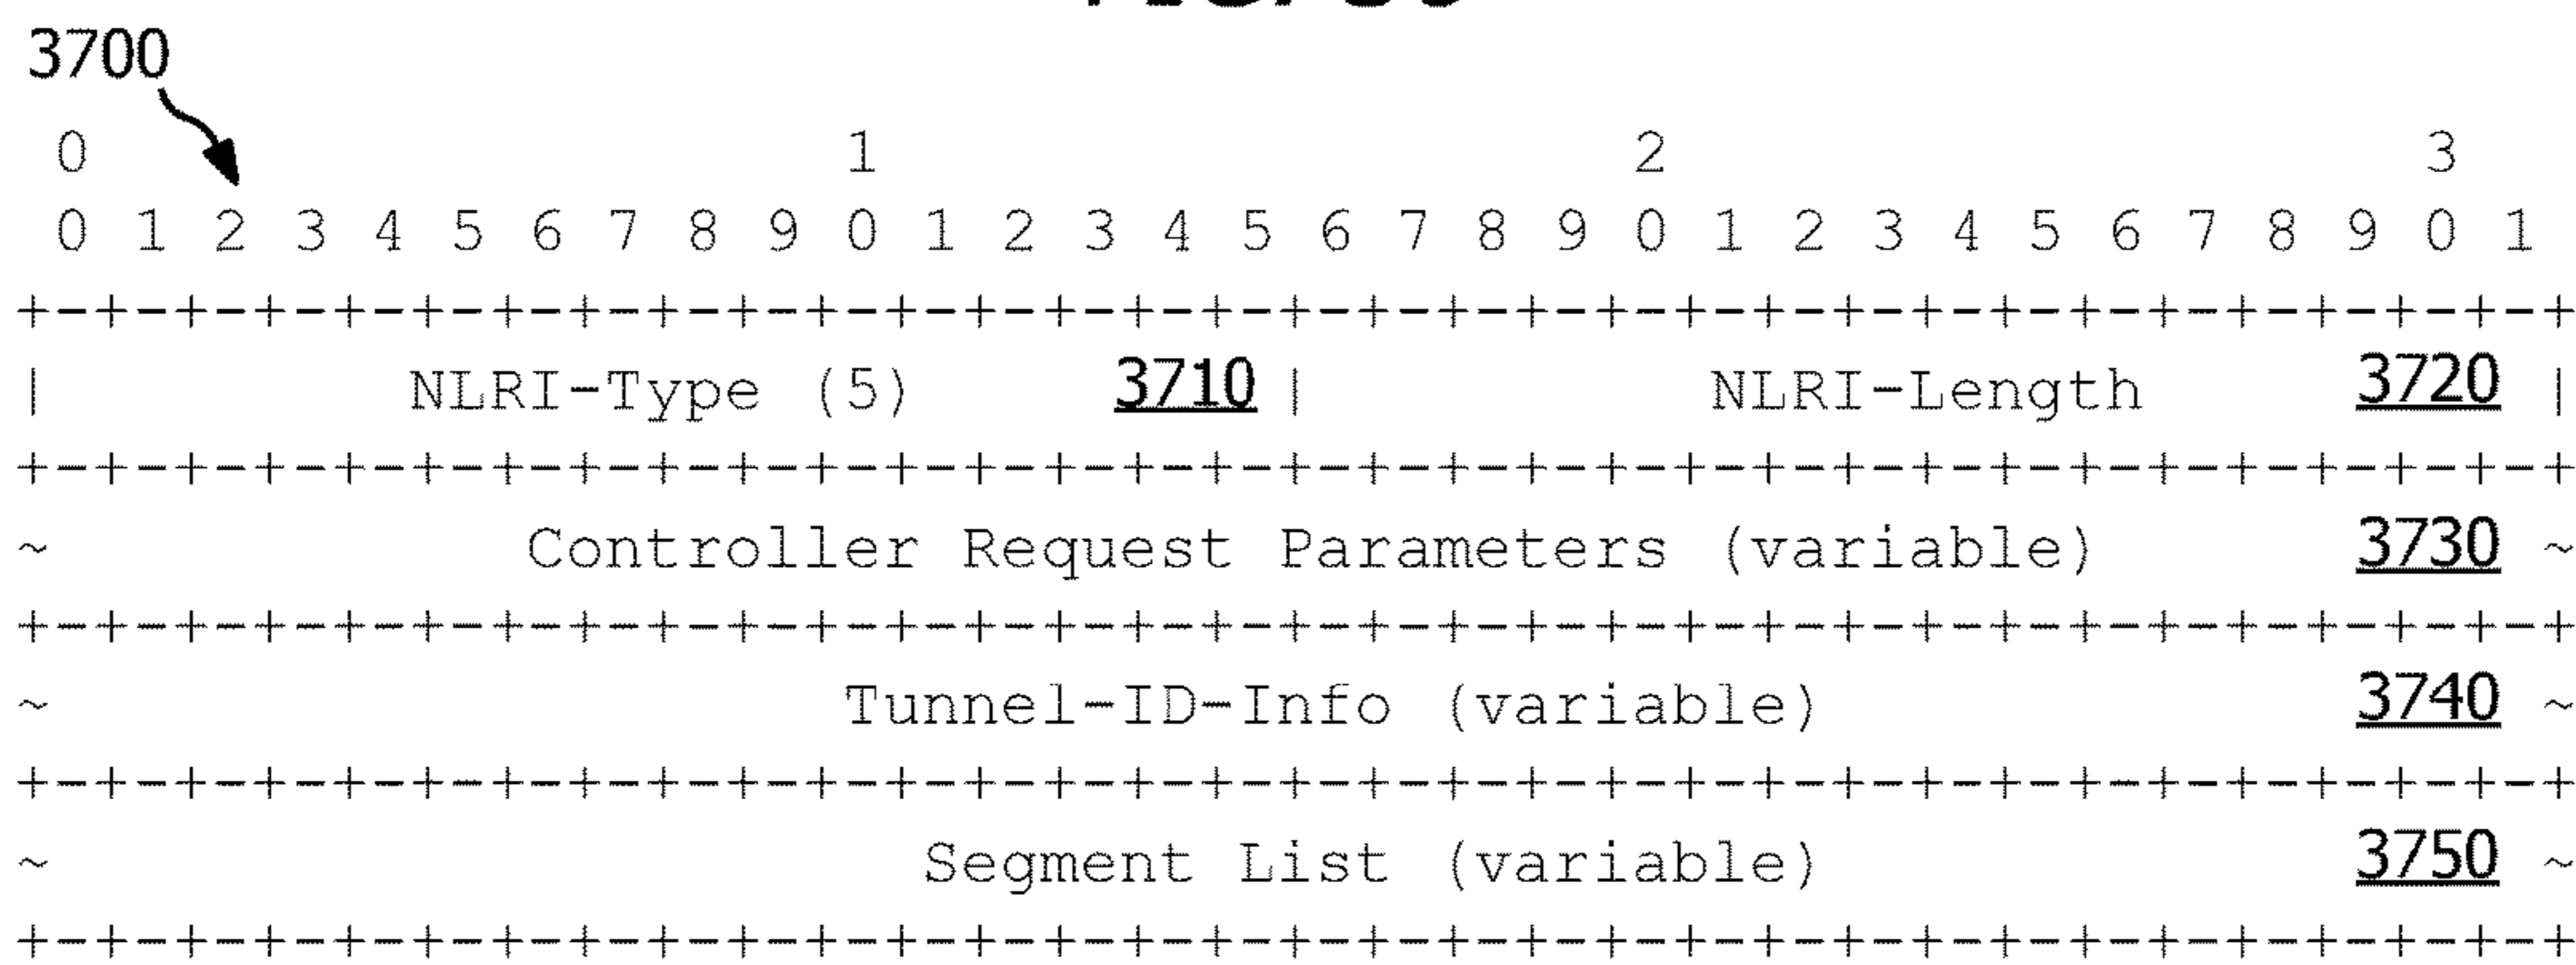 3700
0 1 2 3
0 1 2 3 4 5 6 7 8 9 0 1 2 3 4 5 6 7 8 9 0 1 2 3 4 5 6 7 8 9 0 1
+-+-+-+-+-+-+-+-+-+-+-+-+-+-+-+-+-+-+-+-+-+-+-+-+-+-+-+-+-+-+-+-+
| NLRI-Type (5) 3710 | NLRI-Length 3720 |
+-+-+-+-+-+-+-+-+-+-+-+-+-+-+-+-+-+-+-+-+-+-+-+-+-+-+-+-+-+-+-+-+
~ Controller Request Parameters (variable) 3730 ~
+-+-+-+-+-+-+-+-+-+-+-+-+-+-+-+-+-+-+-+-+-+-+-+-+-+-+-+-+-+-+-+-+
~ Tunnel-ID-Info (variable) 3740 ~
+-+-+-+-+-+-+-+-+-+-+-+-+-+-+-+-+-+-+-+-+-+-+-+-+-+-+-+-+-+-+-+-+
~ Segment List (variable) 3750 ~
+-+-+-+-+-+-+-+-+-+-+-+-+-+-+-+-+-+-+-+-+-+-+-+-+-+-+-+-+-+-+-+-+